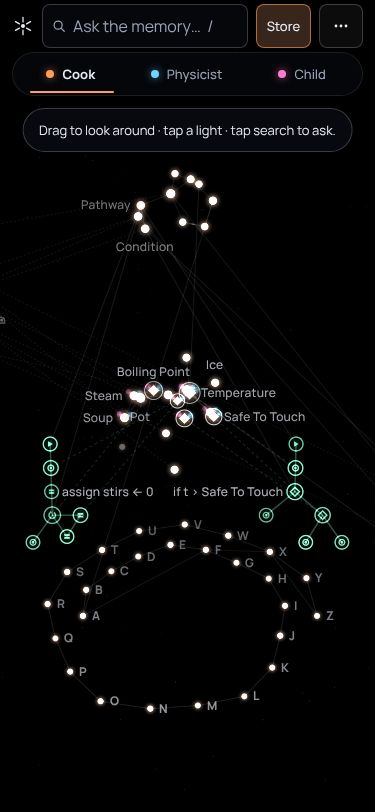 Ask the memory... /
Store
Cook
Physicist
Child
Drag to look around · tap a light · tap search to ask.
Pathway
Condition
Boiling Point
Ice
Steam
Temperature
Soup
Pot
Safe To Touch
assign stirs ← 0
if t > Safe To Touch
U
V
W
T
D
E
F
X
S
C
G
H
Y
R
B
A
I
Z
Q
J
P
K
O
N
M
L